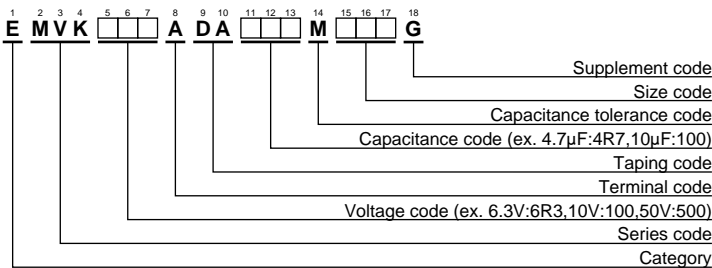 1 2 3 4 5 6 7 8 9 10 11 12 13 14 15 16 17 18
E MVK A DA M G
Supplement code
Size code
Capacitance tolerance code
Capacitance code (ex. 4.7μF:4R7,10μF:100)
Taping code
Terminal code
Voltage code (ex. 6.3V:6R3,10V:100,50V:500)
Series code
Category